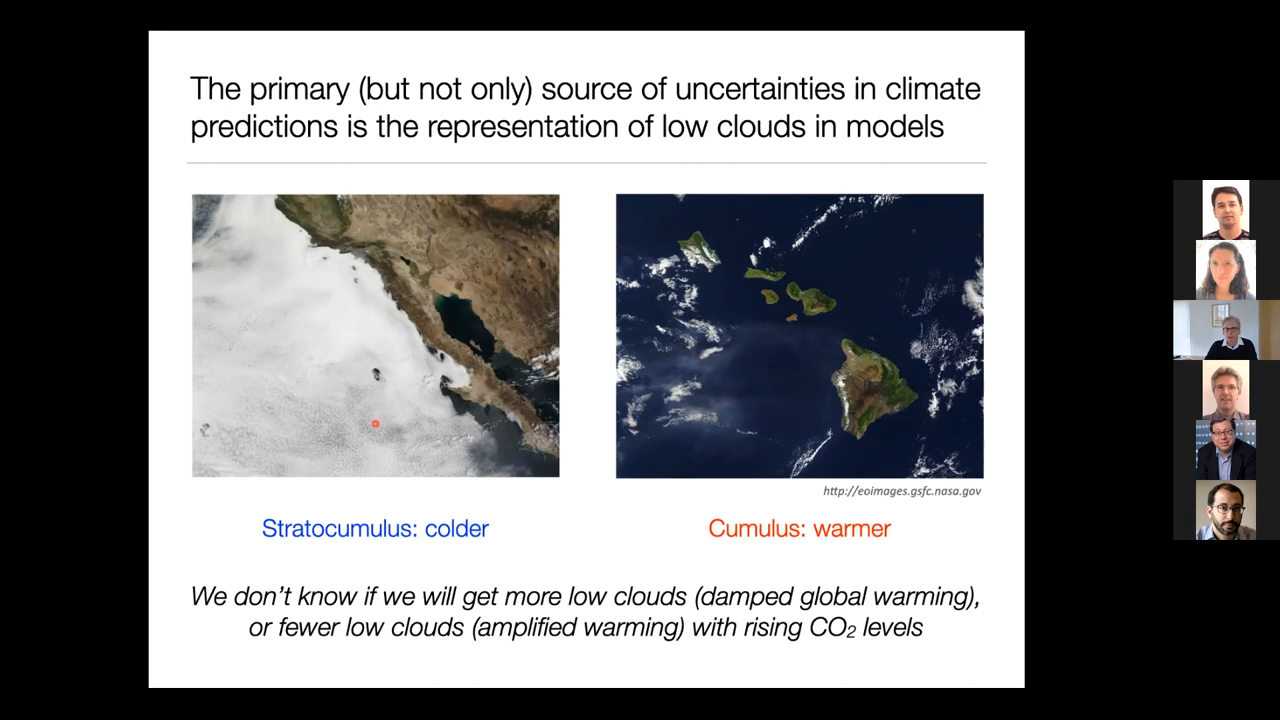 The primary (but not only) source of uncertainties in climate
predictions is the representation of low clouds in models
http://eoimages.gsfc.nasa.gov
Stratocumulus: colder
Cumulus: warmer
We don't know if we will get more low clouds (damped global warming),
or fewer low clouds (amplified warming) with rising CO₂ levels